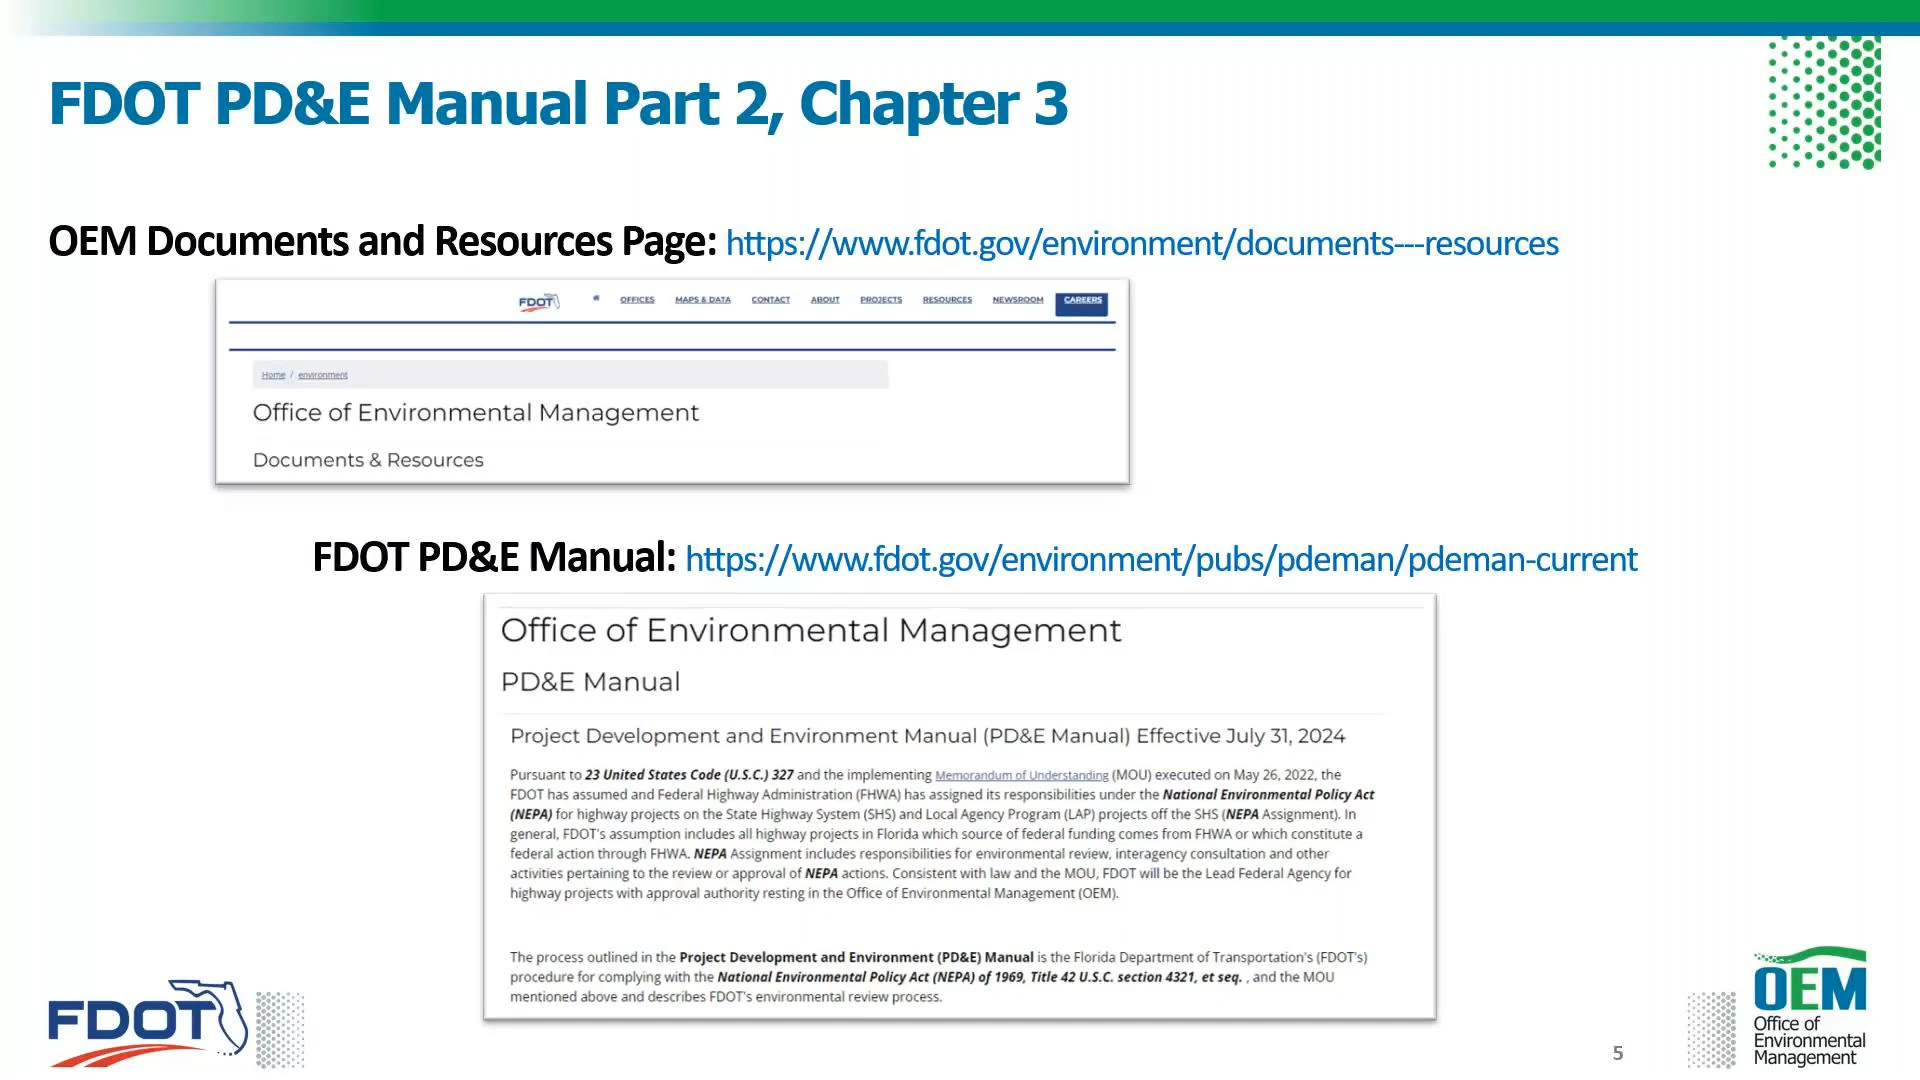 FDOT PD&E Manual Part 2, Chapter 3
OEM Documents and Resources Page: https://www.fdot.gov/environment/documents---resources
FDOT OFFICES MAPS & DATA CONTACT ABOUT PROJECTS RESOURCES NEWSROOM CAREERS
Home / environment
Office of Environmental Management
Documents & Resources
FDOT PD&E Manual: https://www.fdot.gov/environment/pubs/pdeman/pdeman-current
Office of Environmental Management
PD&E Manual
Project Development and Environment Manual (PD&E Manual) Effective July 31, 2024
Pursuant to 23 United States Code (U.S.C.) 327 and the implementing Memorandum of Understanding (MOU) executed on May 26, 2022, the
FDOT has assumed and Federal Highway Administration (FHWA) has assigned its responsibilities under the National Environmental Policy Act
(NEPA) for highway projects on the State Highway System (SHS) and Local Agency Program (LAP) projects off the SHS (NEPA Assignment). In
general, FDOT's assumption includes all highway projects in Florida which source of federal funding comes from FHWA or which constitute a
federal action through FHWA. NEPA Assignment includes responsibilities for environmental review, interagency consultation and other
activities pertaining to the review or approval of NEPA actions. Consistent with law and the MOU, FDOT will be the Lead Federal Agency for
highway projects with approval authority resting in the Office of Environmental Management (OEM).
The process outlined in the Project Development and Environment (PD&E) Manual is the Florida Department of Transportation's (FDOT's)
procedure for complying with the National Environmental Policy Act (NEPA) of 1969, Title 42 U.S.C. section 4321, et seq. , and the MOU
mentioned above and describes FDOT's environmental review process.
FDOT
5
OEM
Office of
Environmental
Management